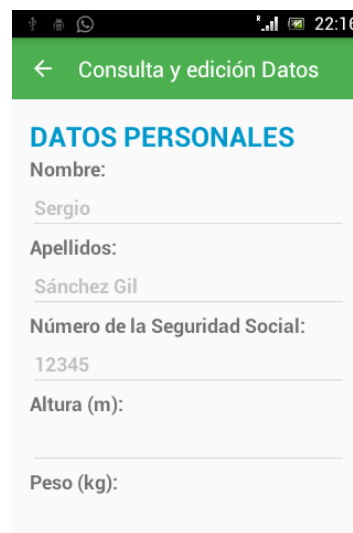 22:16
Consulta y edición Datos
DATOS PERSONALES
Nombre:
Sergio
Apellidos:
Sánchez Gil
Número de la Seguridad Social:
12345
Altura (m):
Peso (kg):